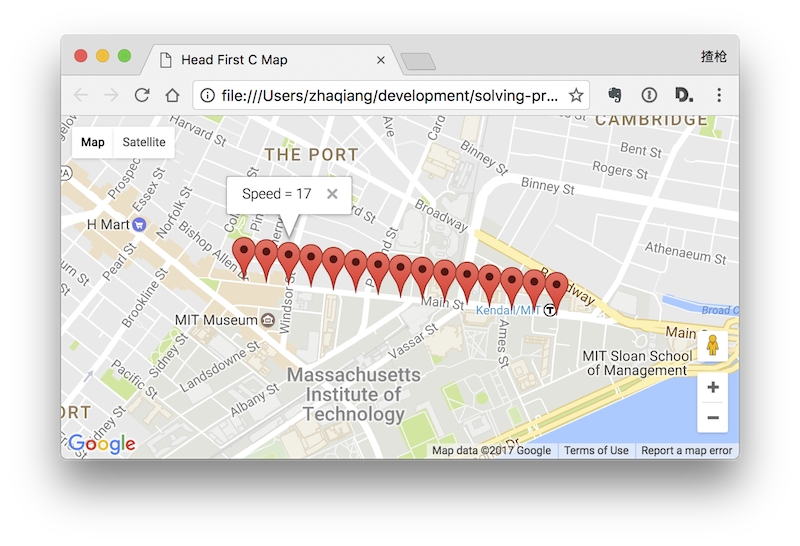 Head First C Map
揸枪
file:///Users/zhaqiang/development/solving-pr...
Map
Satellite
Harvard St
Essex St
Norfolk St
THE PORT
Ave
CAMBRIDGE
Bent St
Rogers St
Binney St
Binney St
Broadway
Athenaeum St
Speed = 17
H Mart
Bishop Allen
Pearl St
Brookline St
Windsor St
Main St
Broadway
Kendall/MIT
Broad C
MIT Museum
Sidney St
Landsdowne St
Pacific St
Albany St
Vassar St
Ames St
Main
MIT Sloan School
of Management
Massachusetts
Institute of
Technology
ORT
Google
Map data ©2017 Google
Terms of Use
Report a map error